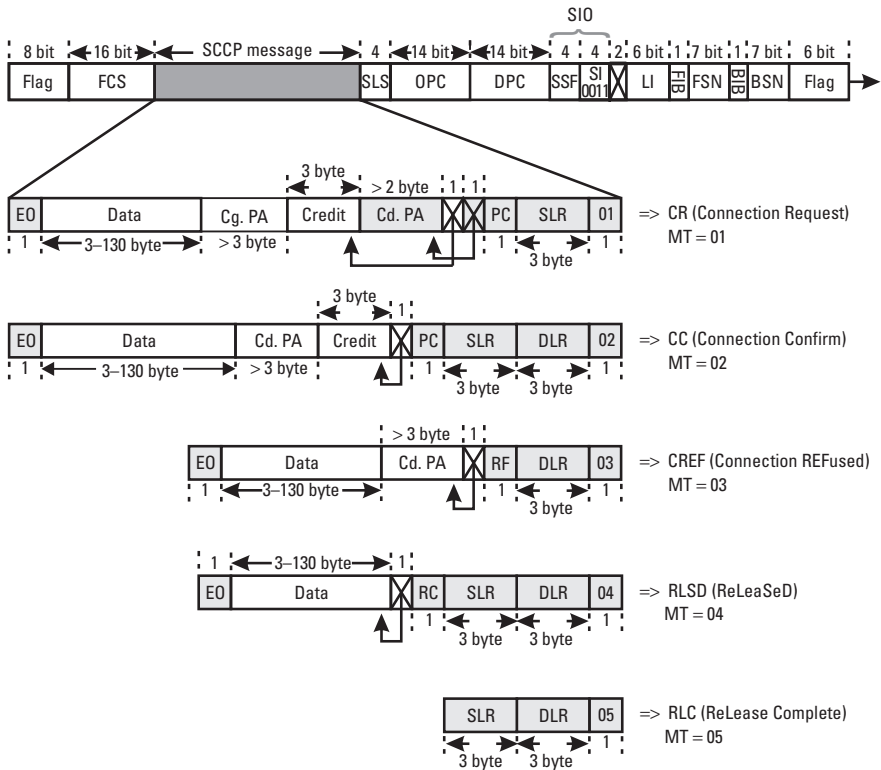 SIO
8 bit 16 bit SCCP message 4 14 bit 14 bit 4 4 2 6 bit 1 7 bit 1 7 bit 6 bit
Flag FCS SLS OPC DPC SSF SI 0011 LI FIB FSN BIB BSN Flag
3 byte > 2 byte 1 1
EO Data Cg. PA Credit Cd. PA PC SLR 01 => CR (Connection Request)
MT = 01
1 3–130 byte > 3 byte 1 3 byte 1
3 byte 1
EO Data Cd. PA Credit PC SLR DLR 02 => CC (Connection Confirm)
MT = 02
1 3–130 byte > 3 byte 1 3 byte 3 byte 1
> 3 byte 1
EO Data Cd. PA RF DLR 03 => CREF (Connection REFused)
MT = 03
1 3–130 byte 1 3 byte 1
1 3–130 byte 1
EO Data RC SLR DLR 04 => RLSD (ReLeaSeD)
MT = 04
1 3 byte 3 byte 1
SLR DLR 05 => RLC (ReLease Complete)
MT = 05
3 byte 3 byte 1